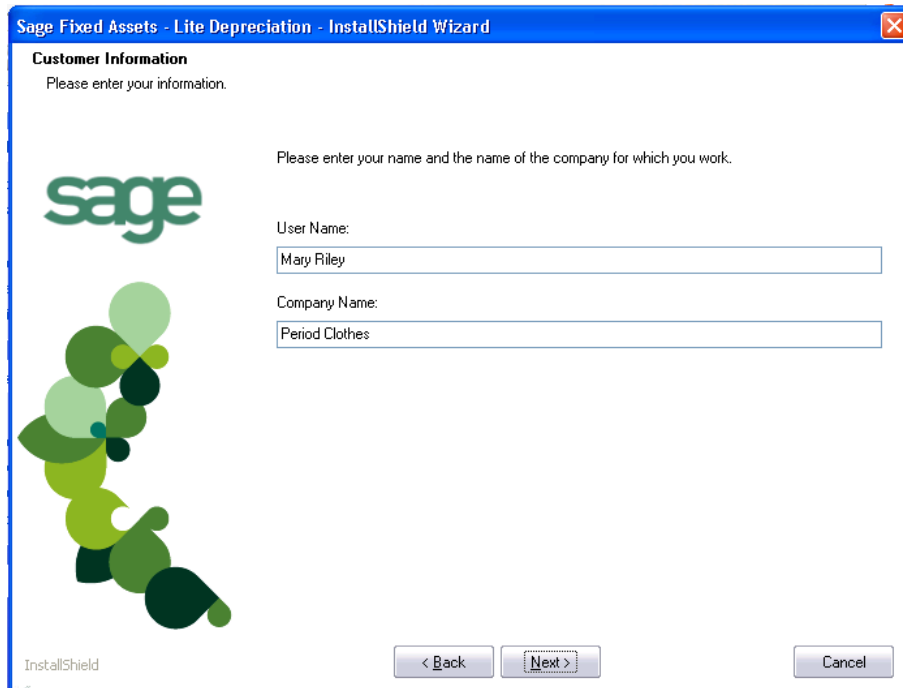 Sage Fixed Assets - Lite Depreciation - InstallShield Wizard
Customer Information
Please enter your information.
Please enter your name and the name of the company for which you work.
sage
User Name:
Mary Riley
Company Name:
Period Clothes
InstallShield
< Back
Next >
Cancel